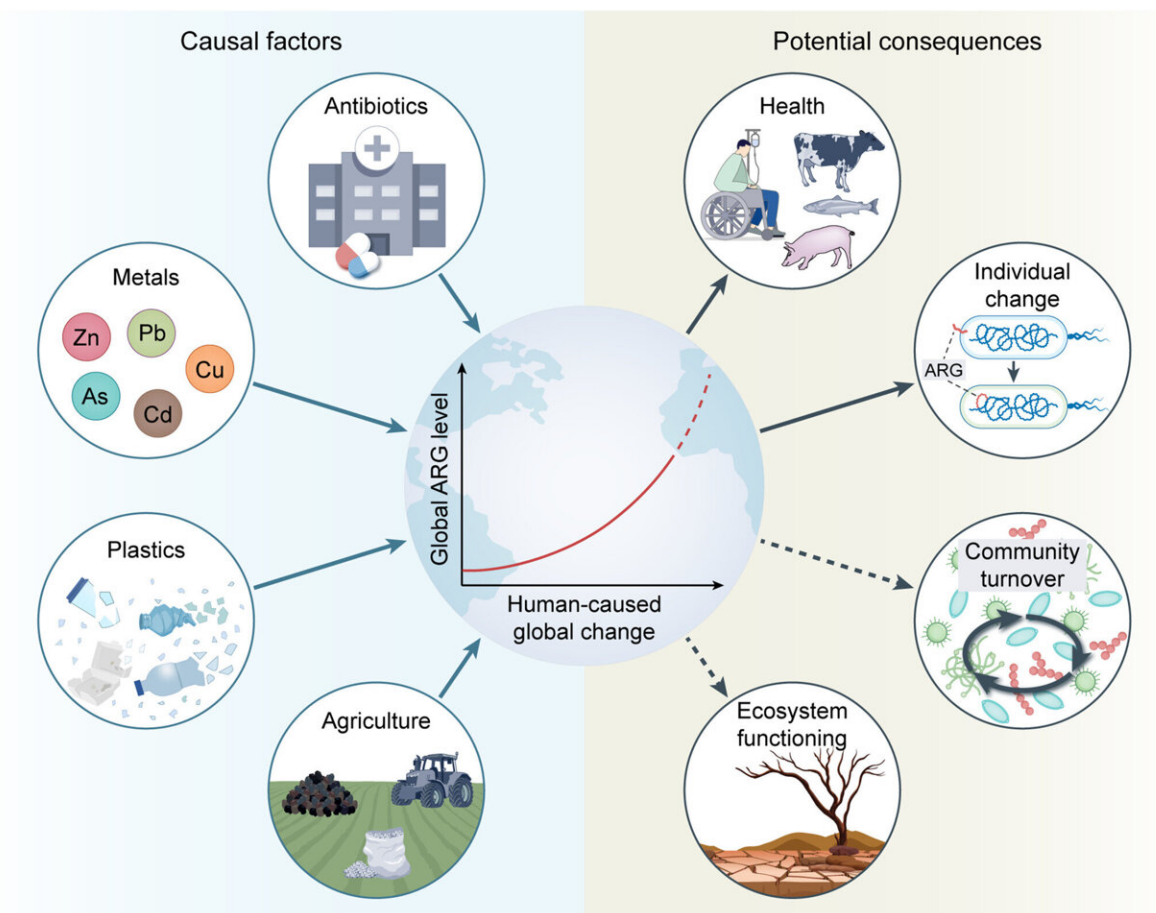 Causal factors
Potential consequences
Antibiotics
Health
Metals
Zn
Pb
Cu
As
Cd
Individual
change
ARG
Global ARG level
Human-caused
global change
Plastics
Community
turnover
Agriculture
Ecosystem
functioning